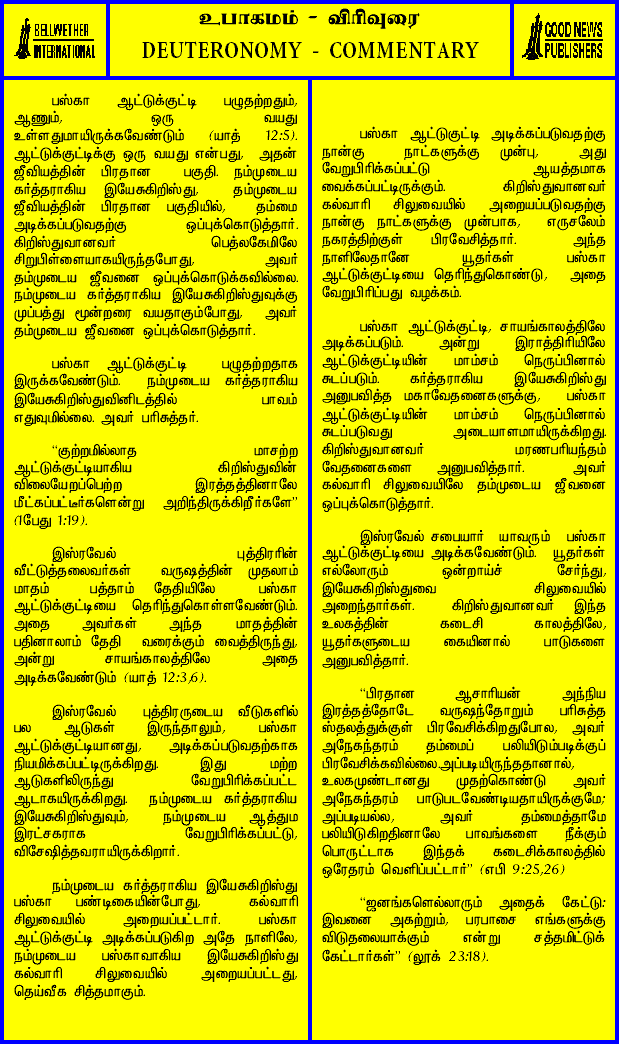 BELLWETHER
INTERNATIONAL
உபாகமம் - விரிவுரை
DEUTERONOMY - COMMENTARY
GOOD NEWS
PUBLISHERS
பஸ்கா ஆட்டுக்குட்டி பழுதற்றதும்,
ஆணும், ஒரு வயது
உள்ளதுமாயிருக்கவேண்டும் (யாத் 12:5).
ஆட்டுக்குட்டிக்கு ஒரு வயது என்பது, அதன்
ஜீவியத்தின் பிரதான பகுதி. நம்முடைய
கர்த்தராகிய இயேசுகிறிஸ்து, தம்முடைய
ஜீவியத்தின் பிரதான பகுதியில், தம்மை
அடிக்கப்படுவதற்கு ஒப்புக்கொடுத்தார்.
கிறிஸ்துவானவர் பெத்லகேமிலே
சிறுபிள்ளையாகயிருந்தபோது, அவர்
தம்முடைய ஜீவனை ஒப்புக்கொடுக்கவில்லை.
நம்முடைய கர்த்தராகிய இயேசுகிறிஸ்துவுக்கு
முப்பத்து மூன்றரை வயதாகும்போது, அவர்
தம்முடைய ஜீவனை ஒப்புக்கொடுத்தார்.
பஸ்கா ஆட்டுக்குட்டி பழுதற்றதாக
இருக்கவேண்டும். நம்முடைய கர்த்தராகிய
இயேசுகிறிஸ்துவினிடத்தில் பாவம்
எதுவுமில்லை. அவர் பரிசுத்தர்.
“குற்றமில்லாத மாசற்ற
ஆட்டுக்குட்டியாகிய கிறிஸ்துவின்
விலையேறப்பெற்ற இரத்தத்தினாலே
மீட்கப்பட்டீர்களென்று அறிந்திருக்கிறீர்களே”
(1பேது 1:19).
இஸ்ரவேல் புத்திரரின்
வீட்டுத்தலைவர்கள் வருஷத்தின் முதலாம்
மாதம் பத்தாம் தேதியிலே பஸ்கா
ஆட்டுக்குட்டியை தெரிந்துகொள்ளவேண்டும்.
அதை அவர்கள் அந்த மாதத்தின்
பதினாலாம் தேதி வரைக்கும் வைத்திருந்து,
அன்று சாயங்காலத்திலே அதை
அடிக்கவேண்டும் (யாத் 12:3,6).
இஸ்ரவேல் புத்திரருடைய வீடுகளில்
பல ஆடுகள் இருந்தாலும், பஸ்கா
ஆட்டுக்குட்டியானது, அடிக்கப்படுவதற்காக
நியமிக்கப்பட்டிருக்கிறது. இது மற்ற
ஆடுகளிலிருந்து வேறுபிரிக்கப்பட்ட
ஆடாகயிருக்கிறது. நம்முடைய கர்த்தராகிய
இயேசுகிறிஸ்துவும், நம்முடைய ஆத்தும
இரட்சகராக வேறுபிரிக்கப்பட்டு,
விசேஷித்தவராயிருக்கிறார்.
நம்முடைய கர்த்தராகிய இயேசுகிறிஸ்து
பஸ்கா பண்டிகையின்போது, கல்வாரி
சிலுவையில் அறையப்பட்டார். பஸ்கா
ஆட்டுக்குட்டி அடிக்கப்படுகிற அதே நாளிலே,
நம்முடைய பஸ்காவாகிய இயேசுகிறிஸ்து
கல்வாரி சிலுவையில் அறையப்பட்டது,
தெய்வீக சித்தமாகும்.
பஸ்கா ஆட்டுகுட்டி அடிக்கப்படுவதற்கு
நான்கு நாட்களுக்கு முன்பு, அது
வேறுபிரிக்கப்பட்டு ஆயத்தமாக
வைக்கப்பட்டிருக்கும். கிறிஸ்துவானவர்
கல்வாரி சிலுவையில் அறையப்படுவதற்கு
நான்கு நாட்களுக்கு முன்பாக, எருசலேம்
நகரத்திற்குள் பிரவேசித்தார். அந்த
நாளிலேதானே யூதர்கள் பஸ்கா
ஆட்டுக்குட்டியை தெரிந்துகொண்டு, அதை
வேறுபிரிப்பது வழக்கம்.
பஸ்கா ஆட்டுக்குட்டி, சாயங்காலத்திலே
அடிக்கப்படும். அன்று இராத்திரியிலே
ஆட்டுக்குட்டியின் மாம்சம் நெருப்பினால்
சுடப்படும். கர்த்தராகிய இயேசுகிறிஸ்து
அனுபவித்த மகாவேதனைகளுக்கு, பஸ்கா
ஆட்டுக்குட்டியின் மாம்சம் நெருப்பினால்
சுடப்படுவது அடையாளமாயிருக்கிறது.
கிறிஸ்துவானவர் மரணபரியந்தம்
வேதனைகளை அனுபவித்தார். அவர்
கல்வாரி சிலுவையிலே தம்முடைய ஜீவனை
ஒப்புக்கொடுத்தார்.
இஸ்ரவேல் சபையார் யாவரும் பஸ்கா
ஆட்டுக்குட்டியை அடிக்கவேண்டும். யூதர்கள்
எல்லோரும் ஒன்றாய்ச் சேர்ந்து,
இயேசுகிறிஸ்துவை சிலுவையில்
அறைந்தார்கள். கிறிஸ்துவானவர் இந்த
உலகத்தின் கடைசி காலத்திலே,
யூதர்களுடைய கையினால் பாடுகளை
அனுபவித்தார்.
“பிரதான ஆசாரியன் அந்நிய
இரத்தத்தோடே வருஷந்தோறும் பரிசுத்த
ஸ்தலத்துக்குள் பிரவேசிக்கிறதுபோல, அவர்
அநேகந்தரம் தம்மைப் பலியிடும்படிக்குப்
பிரவேசிக்கவில்லை.அப்படியிருந்ததானால்,
உலகமுண்டானது முதற்கொண்டு அவர்
அநேகந்தரம் பாடுபடவேண்டியதாயிருக்குமே;
அப்படியல்ல, அவர் தம்மைத்தாமே
பலியிடுகிறதினாலே பாவங்களை நீக்கும்
பொருட்டாக இந்தக் கடைசிக்காலத்தில்
ஒரேதரம் வெளிப்பட்டார்” (எபி 9:25,26)
“ஜனங்களெல்லாரும் அதைக் கேட்டு:
இவனை அகற்றும், பரபாசை எங்களுக்கு
விடுதலையாக்கும் என்று சத்தமிட்டுக்
கேட்டார்கள்” (லூக் 23:18).